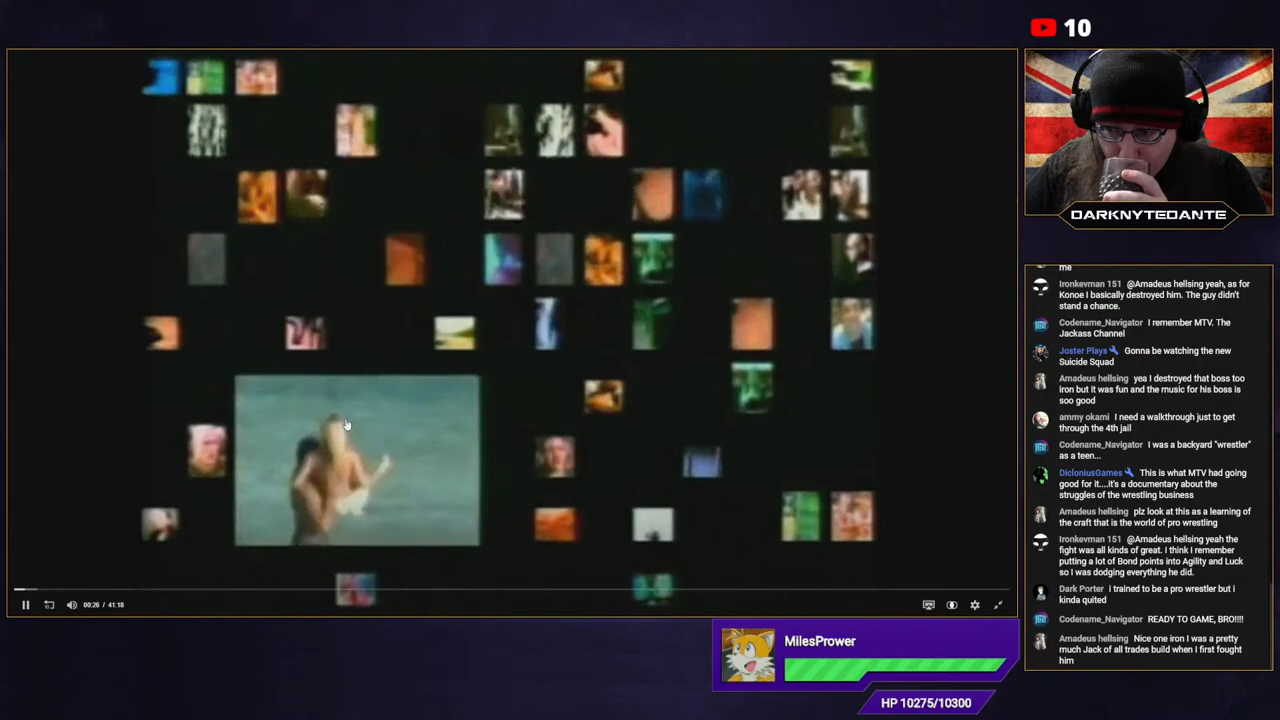 10
DARKNYTEDANTE
me
Ironkevman 151 @Amadeus hellsing yeah, as for
Konoe I basically destroyed him. The guy didn't
stand a chance.
Codename_Navigator I remember MTV. The
Jackass Channel
Joster Plays Gonna be watching the new
Suicide Squad
Amadeus hellsing yea I destroyed that boss too
iron but it was fun and the music for his boss is
soo good
ammy okami I need a walkthrough just to get
through the 4th jail
Codename_Navigator I was a backyard "wrestler"
as a teen...
DicloniusGames This is what MTV had going
good for it....it's a documentary about the
struggles of the wrestling business
Amadeus hellsing plz look at this as a learning of
the craft that is the world of pro wrestling
Ironkevman 151 @Amadeus hellsing yeah the
fight was all kinds of great. I think I remember
putting a lot of Bond points into Agility and Luck
so I was dodging everything he did.
Dark Porter i trained to be a pro wrestler but i
kinda quited
Codename_Navigator READY TO GAME, BRO!!!!
Amadeus hellsing Nice one iron I was a pretty
much Jack of all trades build when I first fought
him
00:26 / 41:18
MilesPrower
HP 10275/10300